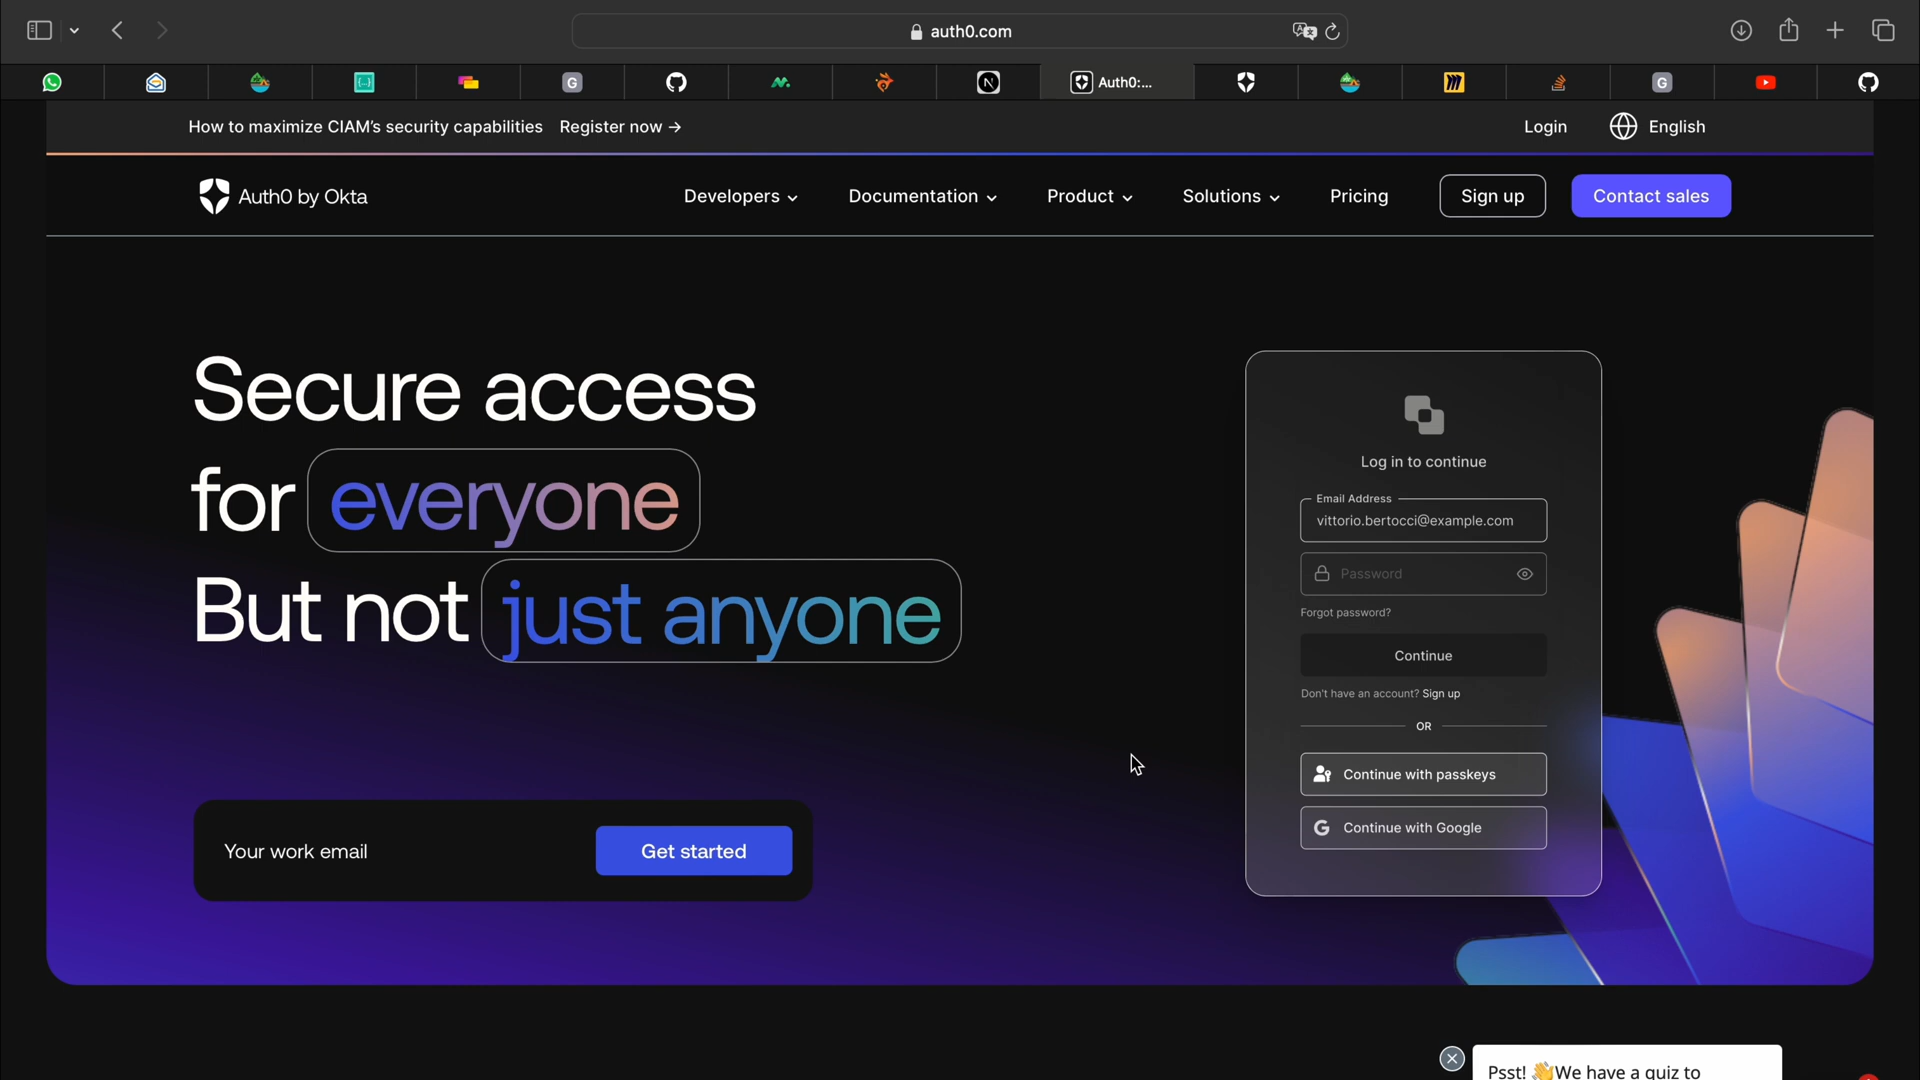 auth0.com
Auth0:...
How to maximize CIAM's security capabilities Register now →
Login English
Auth0 by Okta
Developers Documentation Product Solutions Pricing Sign up Contact sales
Secure access
for everyone
But not just anyone
Your work email Get started
Log in to continue
Email Address
vittorio.bertocci@example.com
Password
Forgot password?
Continue
Don't have an account? Sign up
OR
Continue with passkeys
G Continue with Google
Psst! 👋We have a quiz to